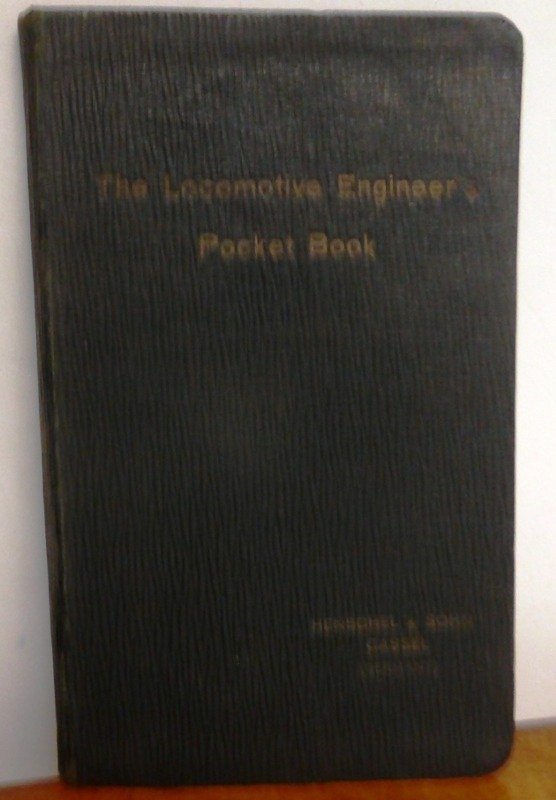 The Locomotive Engineer's
Pocket Book
HENSCHEL & SOHN
CASSEL
(GERMANY)